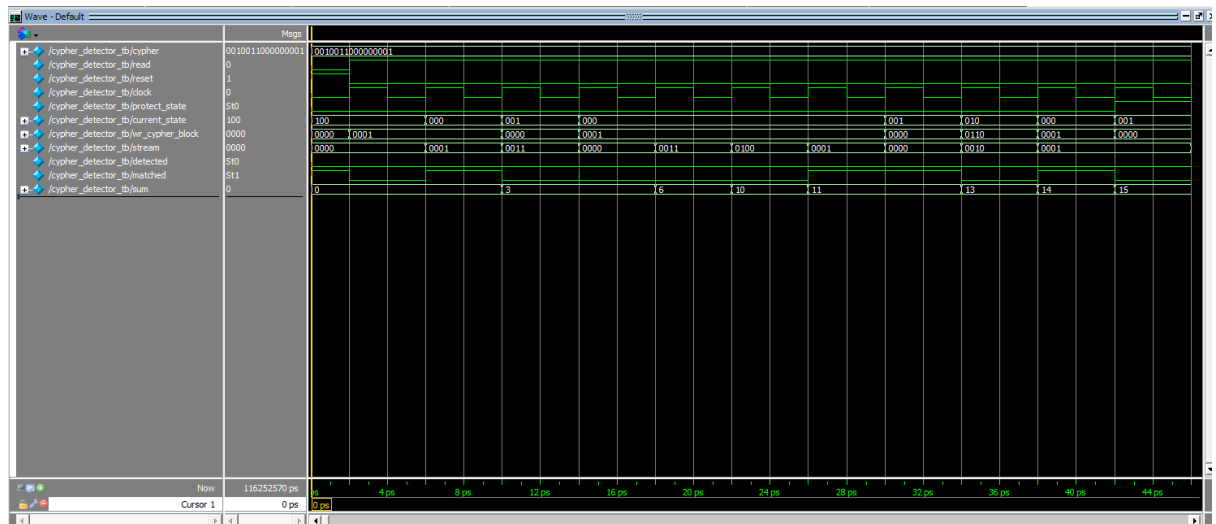 Wave - Default
Msgs
/cypher_detector_tb/cypher 0010011000000001 0010011000000001
/cypher_detector_tb/read 0
/cypher_detector_tb/reset 1
/cypher_detector_tb/clock 0
/cypher_detector_tb/protect_state St0
/cypher_detector_tb/current_state 100 100 000 001 000 001 010 000 001
/cypher_detector_tb/wr_cypher_block 0000 0000 0001 0000 0001 0000 0110 0001 0000
/cypher_detector_tb/stream 0000 0000 0001 0011 0000 0011 0100 0001 0000 0010 0001
/cypher_detector_tb/detected St0
/cypher_detector_tb/matched St1
/cypher_detector_tb/sum 0 0 3 6 10 11 13 14 15
Now 116252570 ps ps 4 ps 8 ps 12 ps 16 ps 20 ps 24 ps 28 ps 32 ps 36 ps 40 ps 44 ps
Cursor 1 0 ps 0 ps